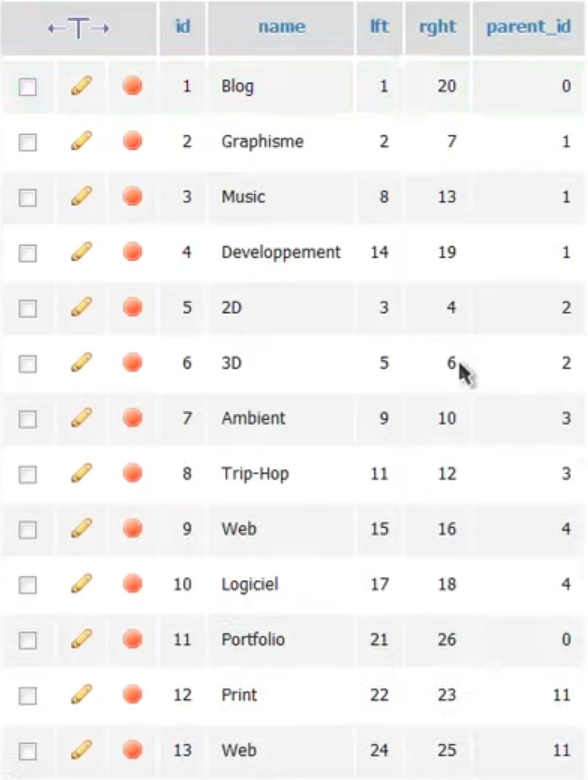 ←T→ id name lft rght parent_id
1 Blog 1 20 0
2 Graphisme 2 7 1
3 Music 8 13 1
4 Developpement 14 19 1
5 2D 3 4 2
6 3D 5 6 2
7 Ambient 9 10 3
8 Trip-Hop 11 12 3
9 Web 15 16 4
10 Logiciel 17 18 4
11 Portfolio 21 26 0
12 Print 22 23 11
13 Web 24 25 11